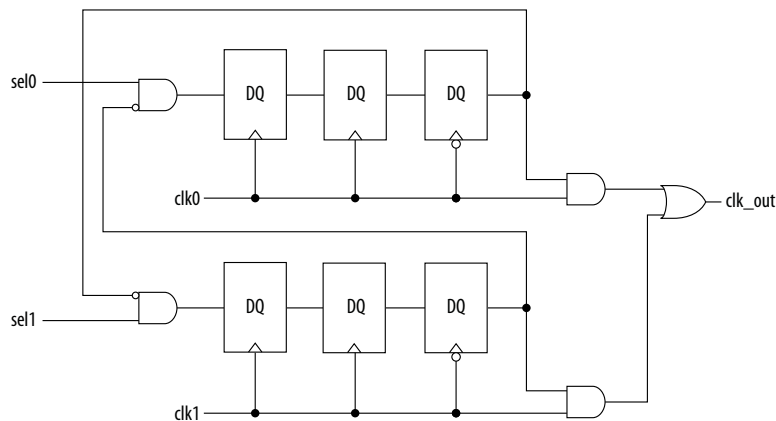 sel0
DQ DQ DQ
clk0
clk_out
DQ DQ DQ
sel1
clk1